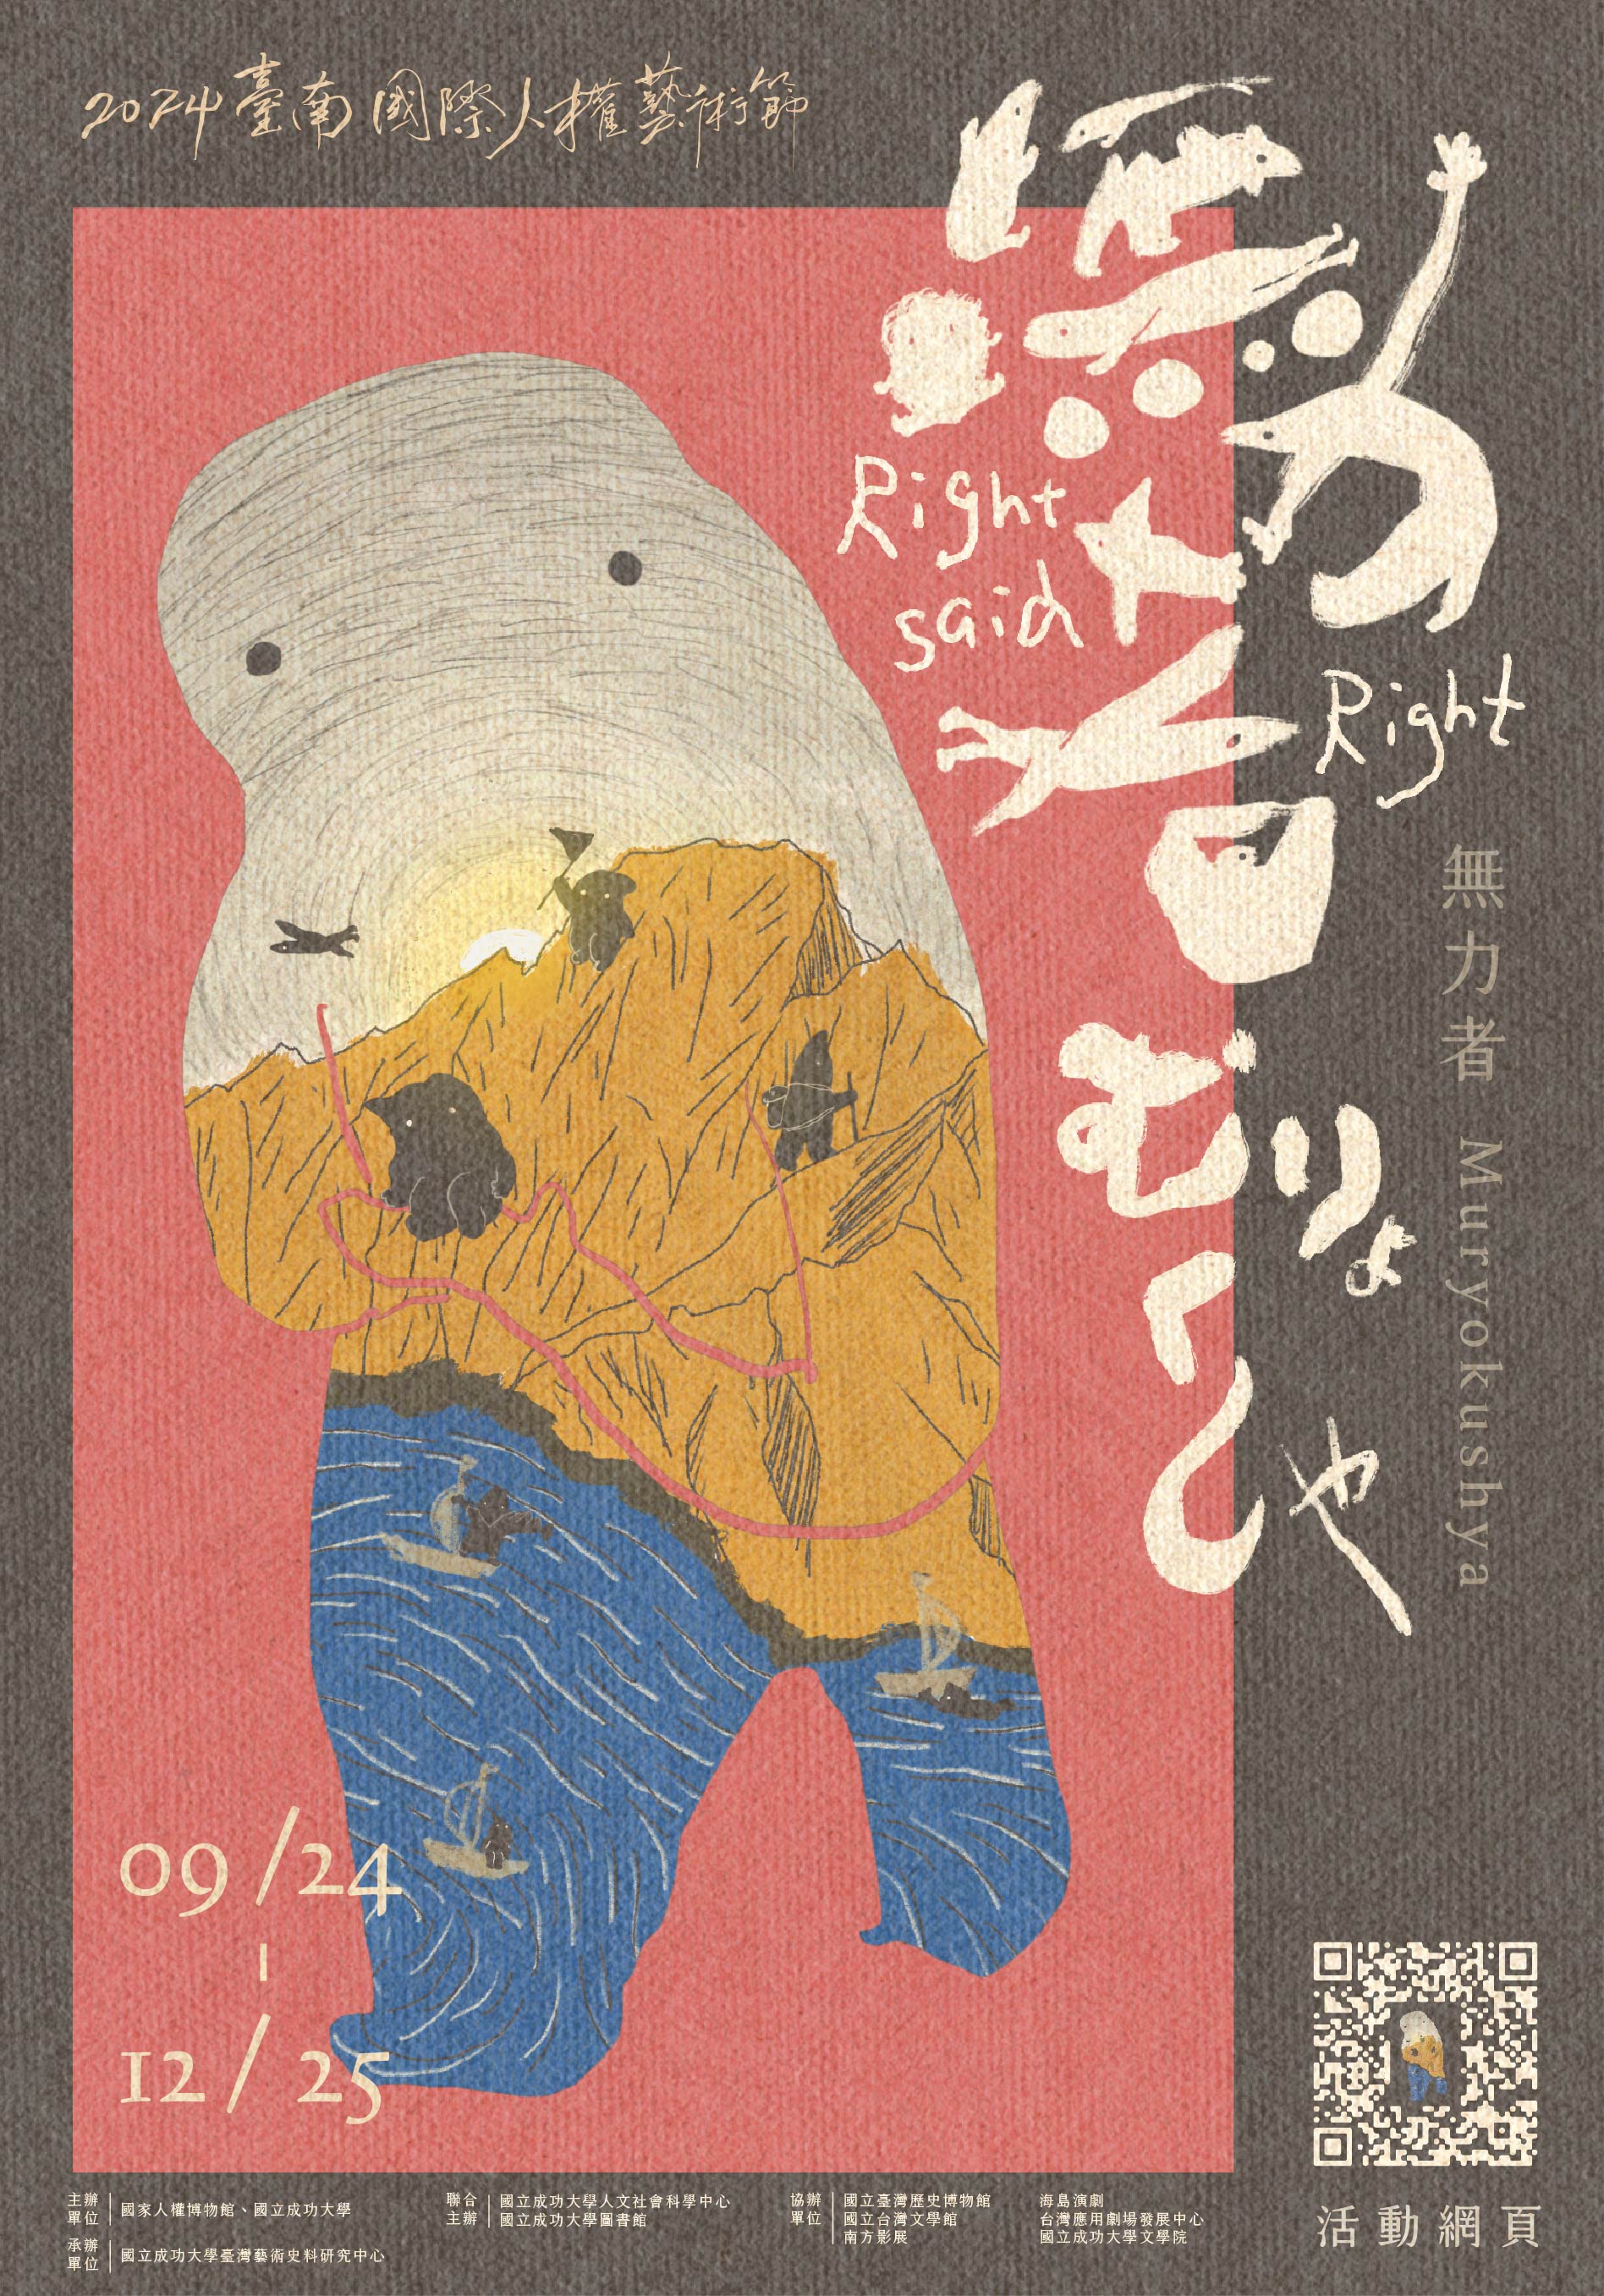 2024臺南國際人權藝術節
無力者
Right
said
Right
むりょくしや
無力者 Muryokushya
09/24
-
12/25
活動網頁
主辦單位
國家人權博物館、國立成功大學
承辦單位
國立成功大學臺灣藝術史料研究中心
聯合主辦
國立成功大學人文社會科學中心
國立成功大學圖書館
協辦單位
國立臺灣歷史博物館
國立台灣文學館
南方影展
海島演劇
台灣應用劇場發展中心
國立成功大學文學院